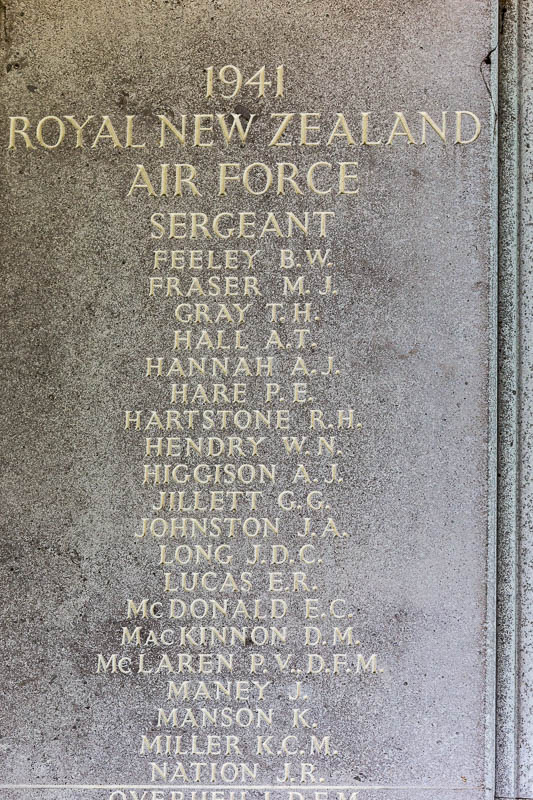 1941
ROYAL NEW ZEALAND
AIR FORCE
SERGEANT
FEELEY B.W.
FRASER M.J.
GRAY T.H.
HALL A.T.
HANNAH A.J.
HARE P.E.
HARTSTONE R.H.
HENDRY W.N.
HIGGISON A.J.
JILLETT G.G.
JOHNSTON J.A.
LONG J.D.C.
LUCAS E.R.
McDONALD E.C.
MacKINNON D.M.
McLAREN P.V., D.F.M.
MANEY J.
MANSON K.
MILLER K.C.M.
NATION J.R.